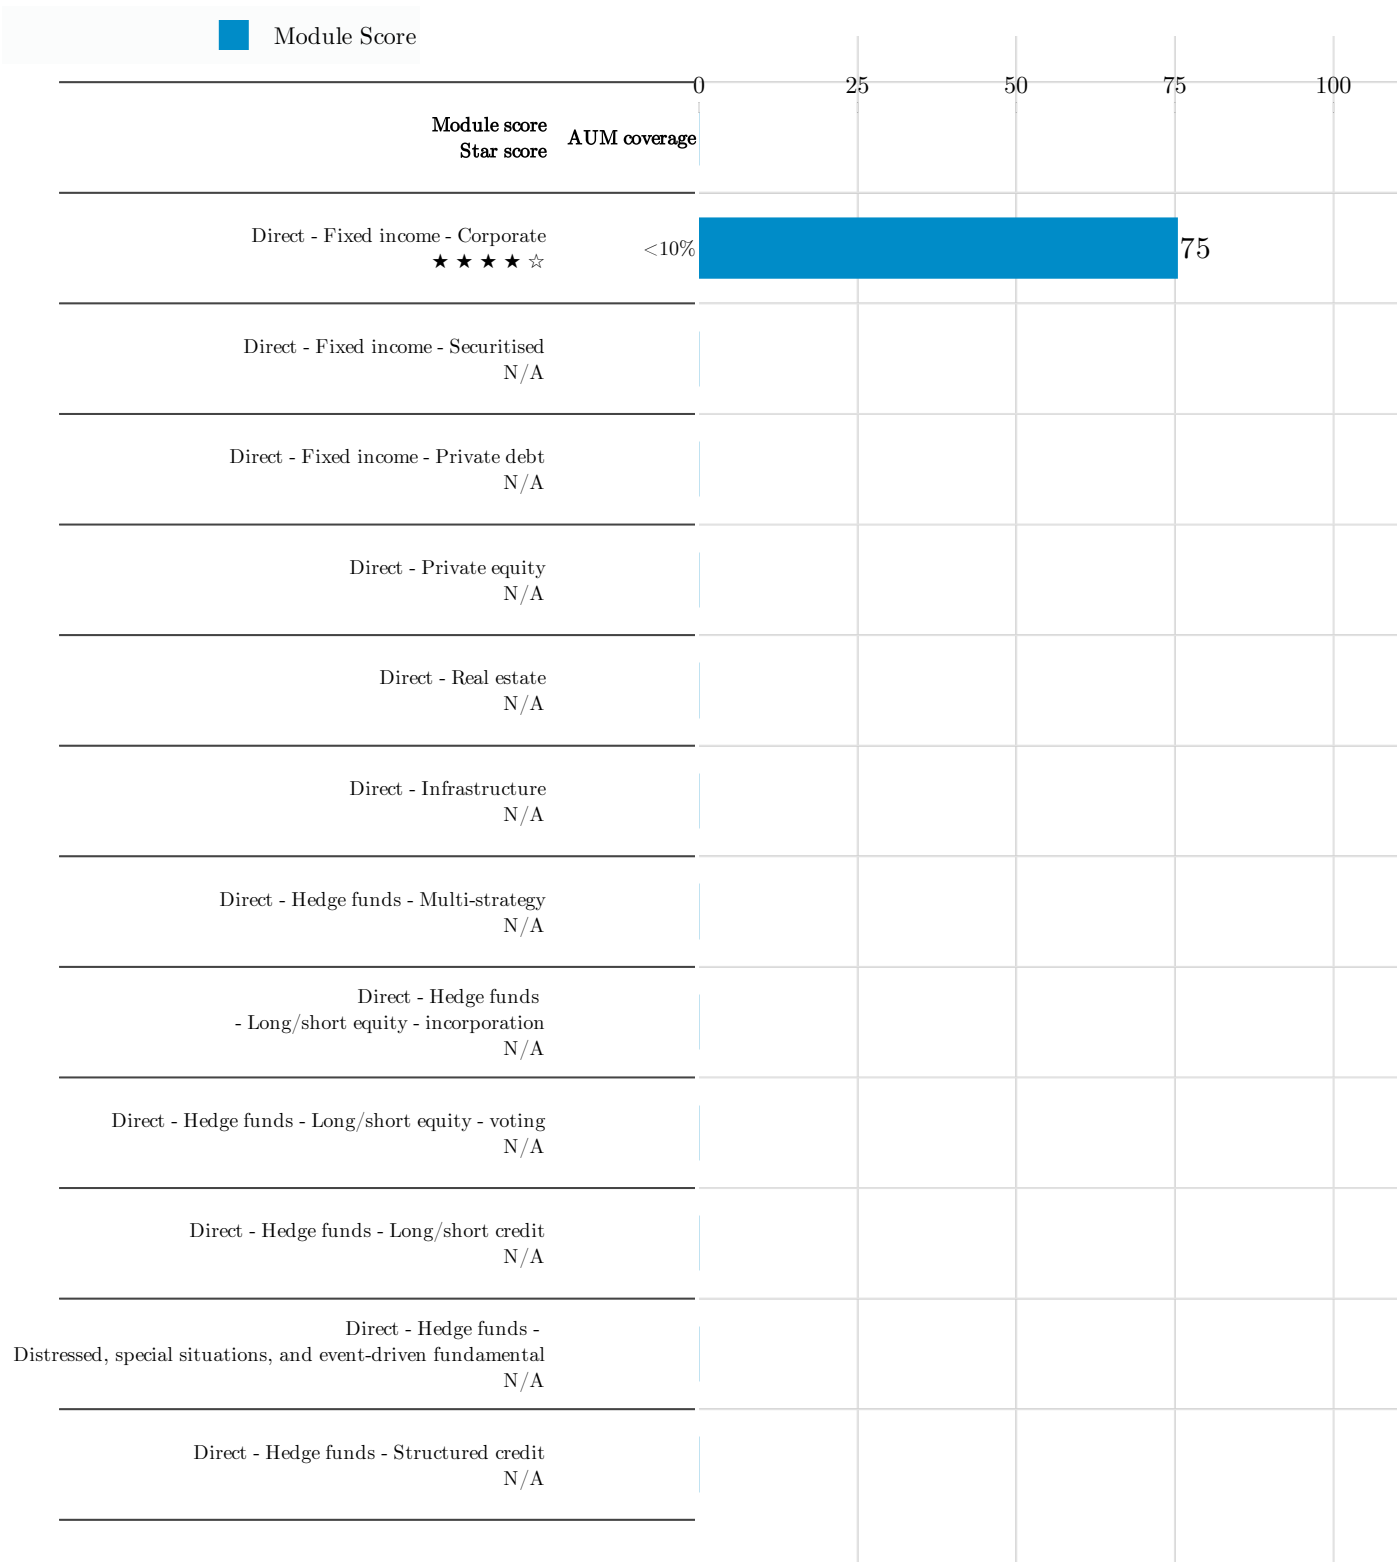 Module Score
0 25 50 75 100
Module score
Star score
AUM coverage
Direct - Fixed income - Corporate
★ ★ ★ ★ ☆
<10%
75
Direct - Fixed income - Securitised
N/A
Direct - Fixed income - Private debt
N/A
Direct - Private equity
N/A
Direct - Real estate
N/A
Direct - Infrastructure
N/A
Direct - Hedge funds - Multi-strategy
N/A
Direct - Hedge funds
- Long/short equity - incorporation
N/A
Direct - Hedge funds - Long/short equity - voting
N/A
Direct - Hedge funds - Long/short credit
N/A
Direct - Hedge funds -
Distressed, special situations, and event-driven fundamental
N/A
Direct - Hedge funds - Structured credit
N/A